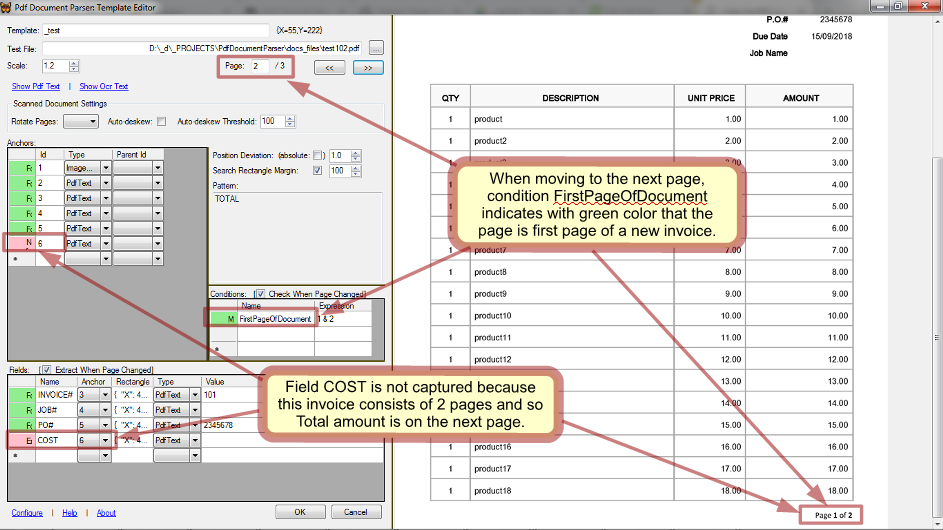 Pdf Document Parser: Template Editor
Template: _test {X=55,Y=222}
Test File: D:\_d\_PROJECTS\PdfDocumentParser\docs_files\test102.pdf ...
Scale: 1.2 Page: 2 / 3 << >>
Show Pdf Text | Show Ocr Text
Scanned Document Settings
Rotate Pages: Auto-deskew: Auto-deskew Threshold: 100
Anchors:
Id Type Parent Id
1 Image...
2 PdfText
3 PdfText
4 PdfText
5 PdfText
N 6 PdfText
Position Deviation: (absolute: ) 1.0
Search Rectangle Margin: 100
Pattern:
TOTAL
Conditions: [ Check When Page Changed]
Name Expression
M FirstPageOfDocument 1 & 2
Fields: [ Extract When Page Changed]
Name Anchor Rectangle Type Value
INVOICE# 3 { "X": 4... PdfText 101
JOB# 4 { "X": 4... PdfText
PO# 5 { "X": 4... PdfText 2345678
COST 6 { "X": 4... PdfText
Configure | Help | About OK Cancel
P.O.# 2345678
Due Date 15/09/2018
Job Name
QTY DESCRIPTION UNIT PRICE AMOUNT
1 product 1.00 1.00
1 product2 2.00 2.00
3.00
4.00
5.00
6.00
1 product7 7.00 7.00
1 product8 8.00 8.00
1 product9 9.00 9.00
1 product10 10.00 10.00
1 product11 11.00 11.00
1 product12 12.00 12.00
13.00 13.00
14.00 14.00
15.00 15.00
1 product16 16.00 16.00
1 product17 17.00 17.00
1 product18 18.00 18.00
Page 1 of 2
When moving to the next page,
condition FirstPageOfDocument
indicates with green color that the
page is first page of a new invoice.
Field COST is not captured because
this invoice consists of 2 pages and so
Total amount is on the next page.